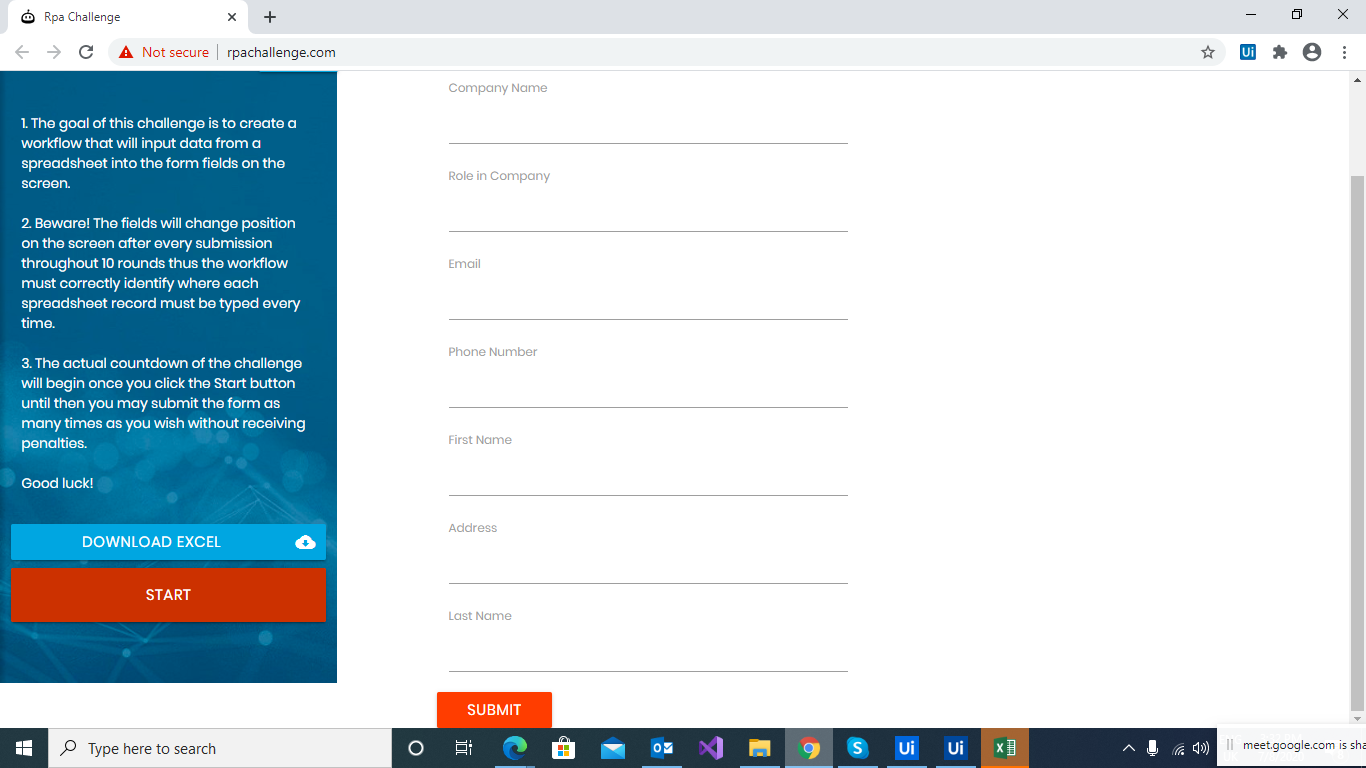 Rpa Challenge
Not secure
rpachallenge.com
Ui
1. The goal of this challenge is to create a
workflow that will input data from a
spreadsheet into the form fields on the
screen.
2. Beware! The fields will change position
on the screen after every submission
throughout 10 rounds thus the workflow
must correctly identify where each
spreadsheet record must be typed every
time.
3. The actual countdown of the challenge
will begin once you click the Start button
until then you may submit the form as
many times as you wish without receiving
penalties.
Good luck!
DOWNLOAD EXCEL
START
Company Name
Role in Company
Email
Phone Number
First Name
Address
Last Name
SUBMIT
Type here to search
Ui
Ui
meet.google.com is sha